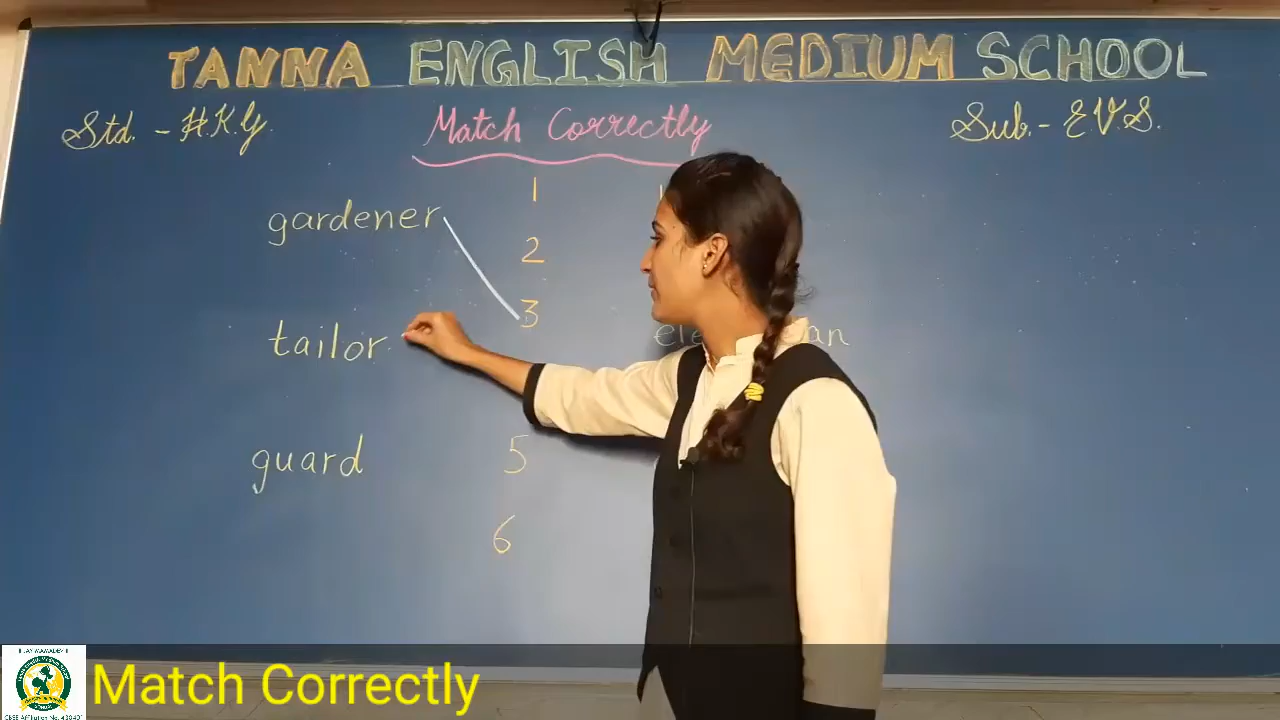 TANNA ENGLISH MEDIUM SCHOOL
Std. - H.K.G.
Match Correctly
Sub. - E.V.S.
1
gardener
2
3
tailor
5
guard
6
Match Correctly